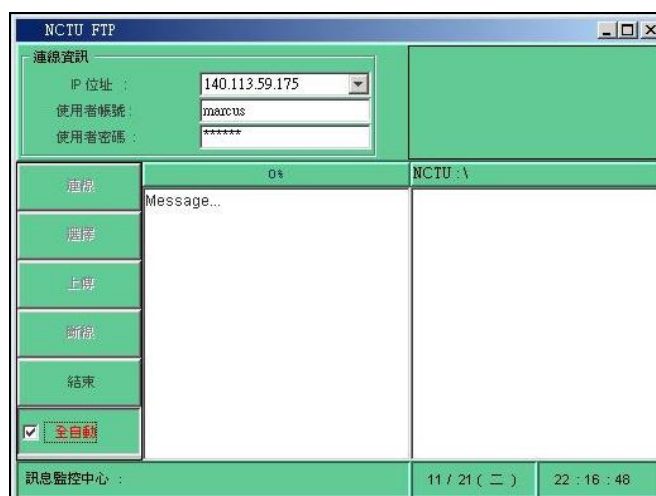 NCTU FTP
連線資訊
IP 位址 :
140.113.59.175
使用者帳號:
marcus
使用者密碼 :
******
連線
0%
NCTU :\
選擇
Message...
上傳
斷線
結束
全自動
訊息監控中心 :
11 / 21 ( 二 )
22 : 16 : 48